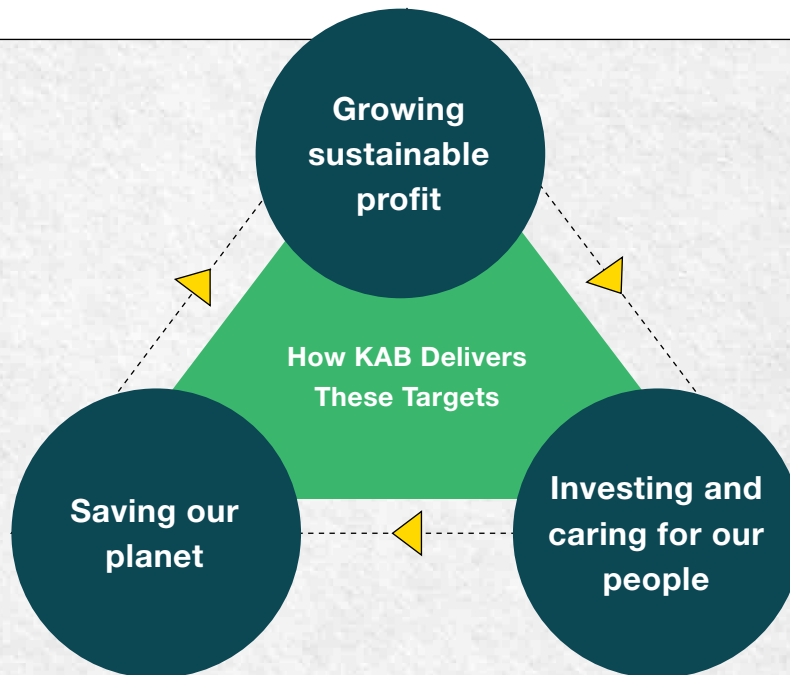 Growing
sustainable
profit
How KAB Delivers
These Targets
Saving our
planet
Investing and
caring for our
people